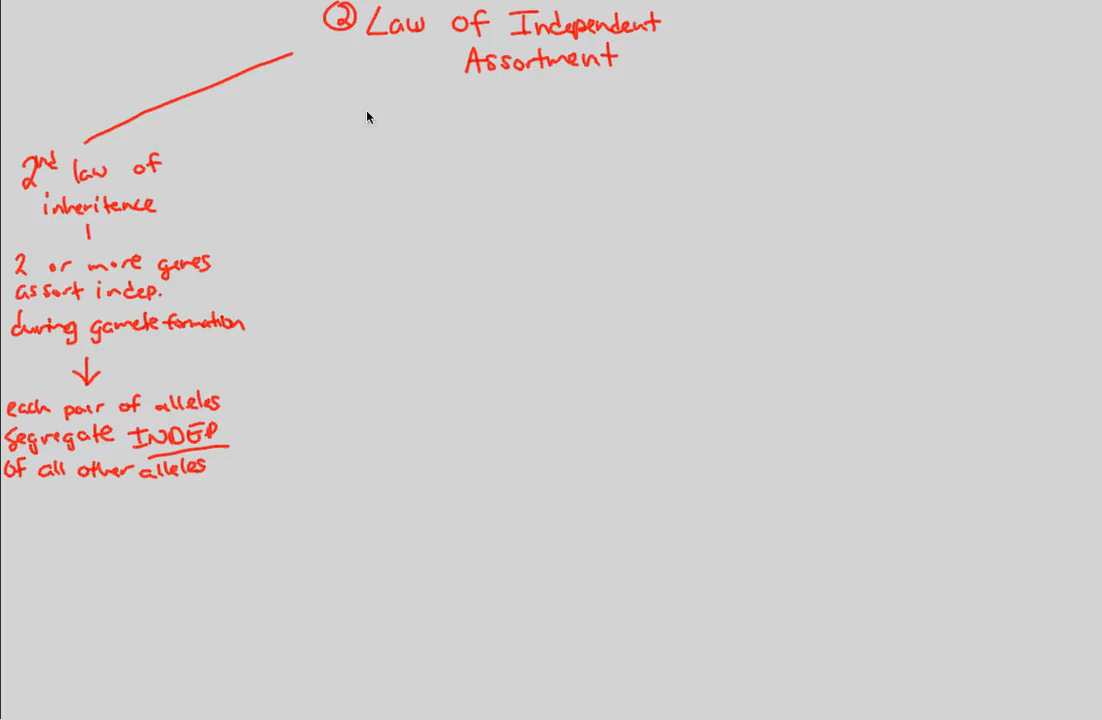 ② Law of Independent
Assortment
2nd law of
inheritence
2 or more genes
assort indep.
during gamete formation
each pair of alleles
segregate INDEP
of all other alleles